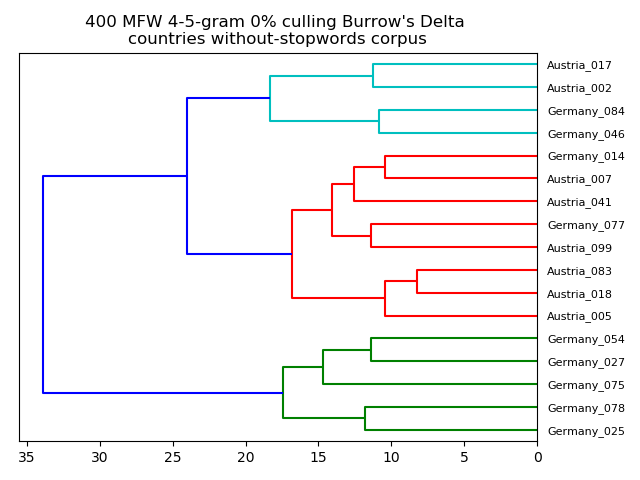 400 MFW 4-5-gram 0% culling Burrow's Delta
countries without-stopwords corpus
Austria_017
Austria_002
Germany_084
Germany_046
Germany_014
Austria_007
Austria_041
Germany_077
Austria_099
Austria_083
Austria_018
Austria_005
Germany_054
Germany_027
Germany_075
Germany_078
Germany_025
35 30 25 20 15 10 5 0